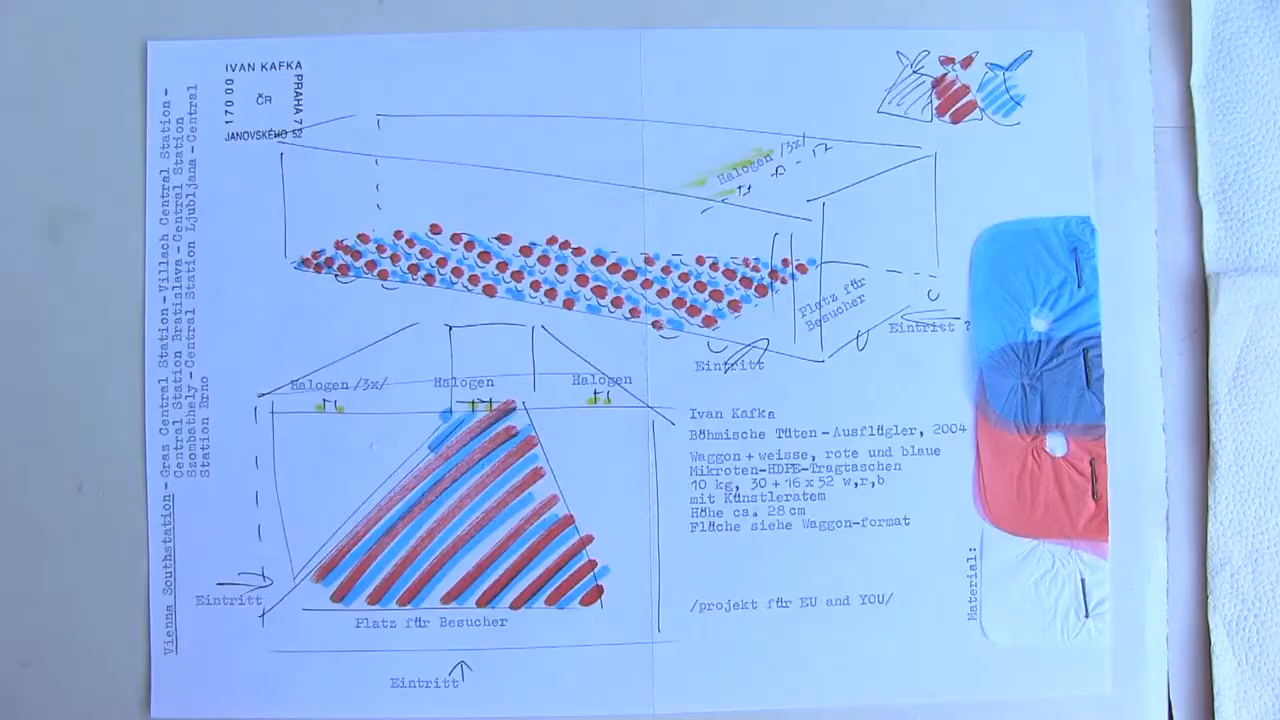 IVAN KAFKA
PRAHA 7
170 00
ČR
JANOVSKÉHO 52
Vienna Southstation - Graz Central Station - Villach Central Station -
Central Station Bratislava - Central Station
Szombathely - Central Station Ljubljana - Central
Station Brno
Halogen /3x/
Platz für
Besucher
Eintritt ?
Eintritt
Halogen /3x/
Halogen
Halogen
Eintritt
Platz für Besucher
Eintritt
Ivan Kafka
Böhmische Tüten - Ausflügler, 2004
Waggon + weisse, rote und blaue
Mikroten-HDPE-Tragtaschen
10 kg, 30 + 16 x 52 w,r,b
mit Künstleratem
Höhe ca. 28 cm
Fläche siehe Waggon-format
/projekt für EU and YOU/
Material: